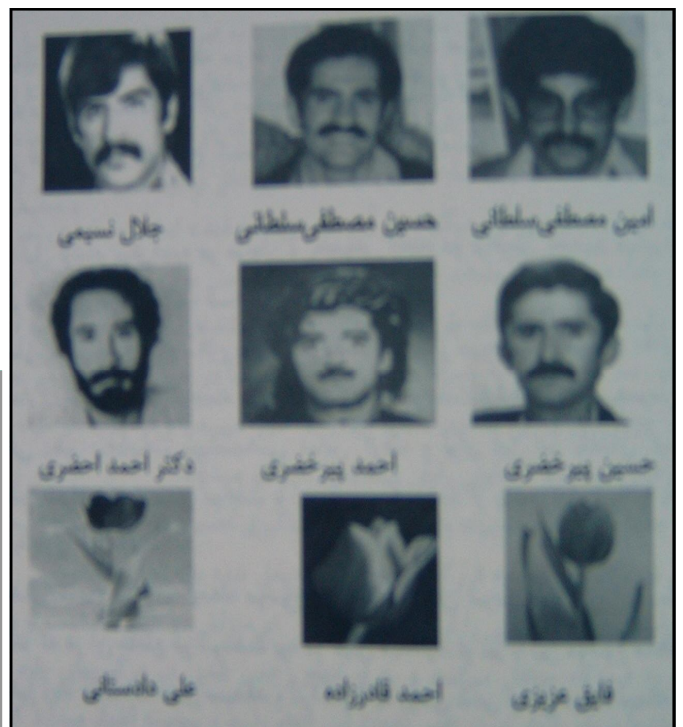 امین مصطفی‌سلطانی
حسین مصطفی‌سلطانی
جلال نسیمی
حسین پیرخضری
احمد پیرخضری
دکتر احمد احضری
فایق عزیزی
احمد قادرزاده
علی دادستانی